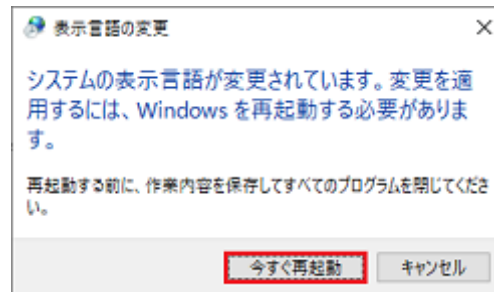 表示言語の変更
システムの表示言語が変更されています。変更を適
用するには、Windows を再起動する必要がありま
す。
再起動する前に、作業内容を保存してすべてのプログラムを閉じてくださ
い。
今すぐ再起動 キャンセル